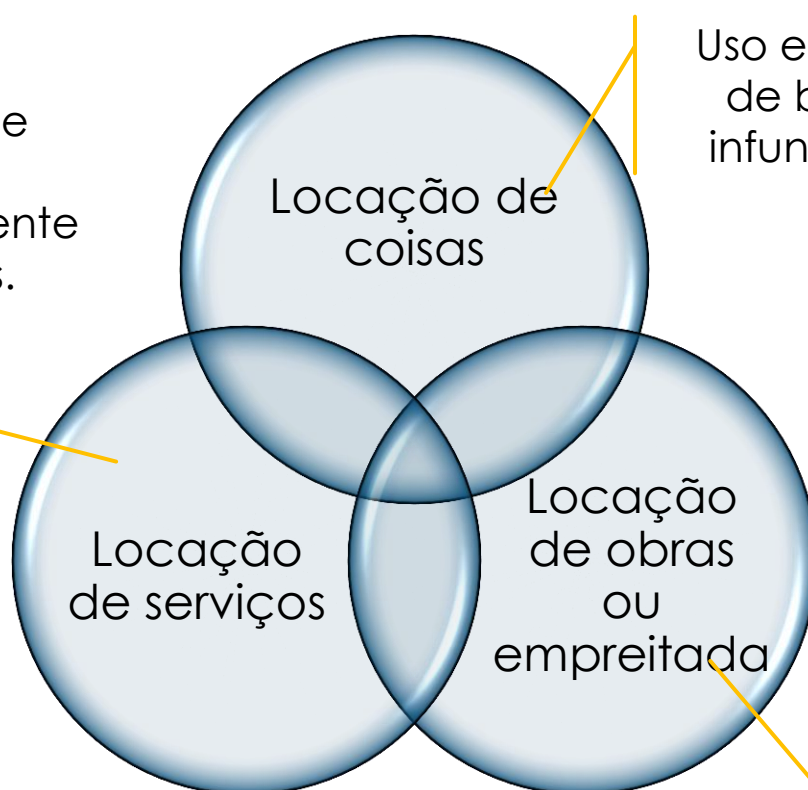 Uso e
de b
infun
e
ente
s.
Locação de
coisas
Locação
de serviços
Locação
de obras
ou
empreitada